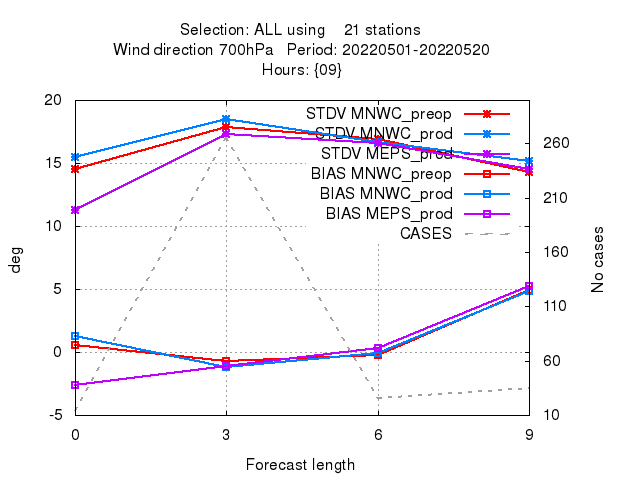 Selection: ALL using    21 stations
Wind direction 700hPa   Period: 20220501-20220520
Hours: {09}
20
15
10
5
0
-5
deg
STDV MNWC_preop
STDV MNWC_prod
STDV MEPS_prod
BIAS MNWC_preop
BIAS MNWC_prod
BIAS MEPS_prod
CASES
260
210
160
110
60
10
No cases
0 3 6 9
Forecast length